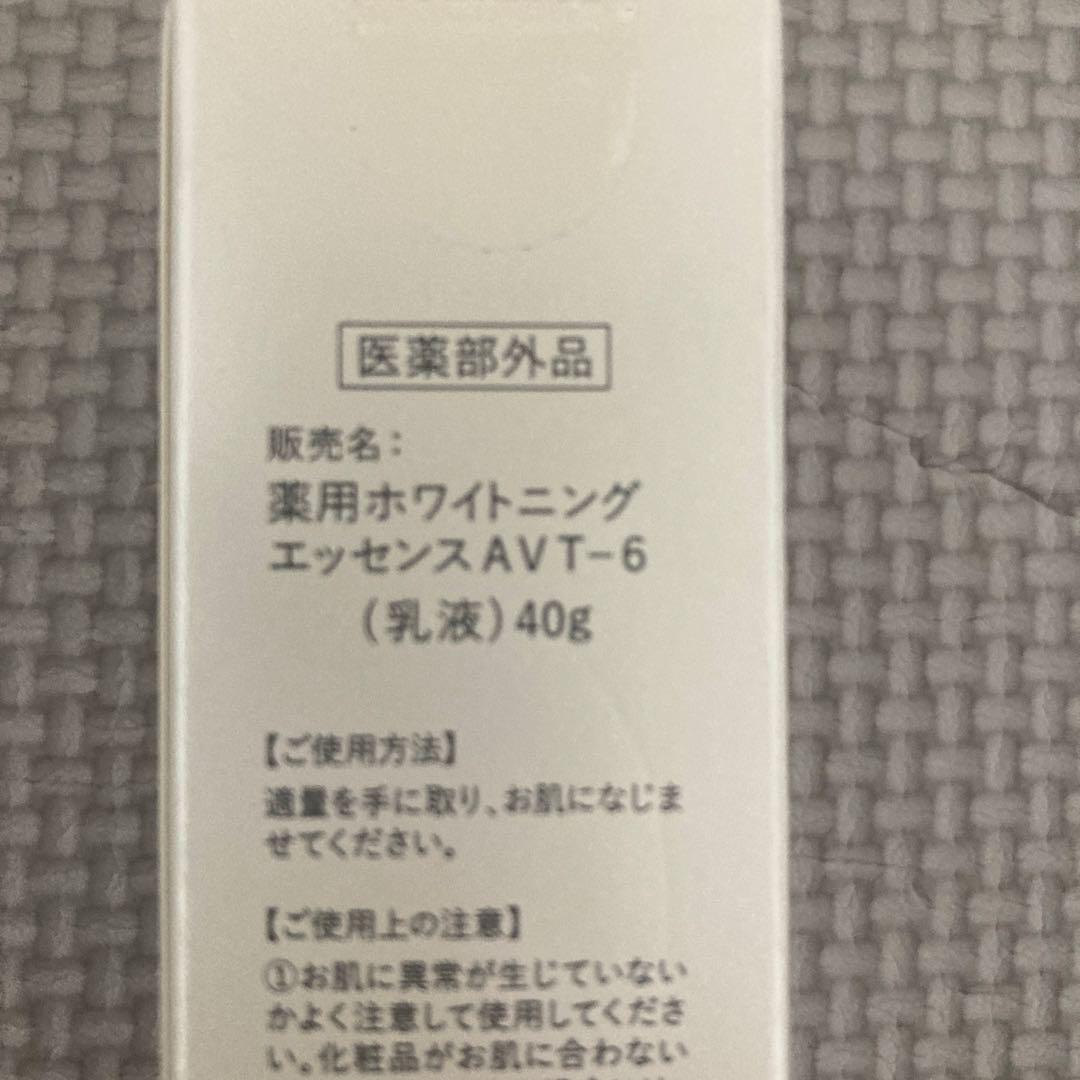 医薬部外品
販売名：
薬用ホワイトニング
エッセンスAVT-6
（乳液）40g
【ご使用方法】
適量を手に取り、お肌になじま
せてください。
【ご使用上の注意】
①お肌に異常が生じていない
かよく注意して使用してくださ
い。化粧品がお肌に合わない